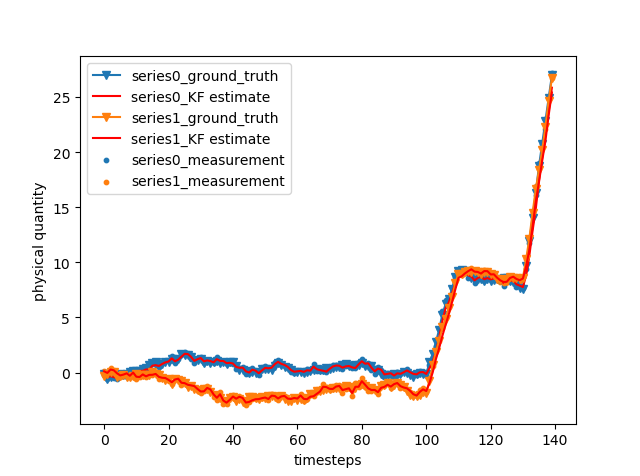 series0_ground_truth
series0_KF estimate
series1_ground_truth
series1_KF estimate
series0_measurement
series1_measurement
25
20
15
10
5
0
physical quantity
0 20 40 60 80 100 120 140
timesteps